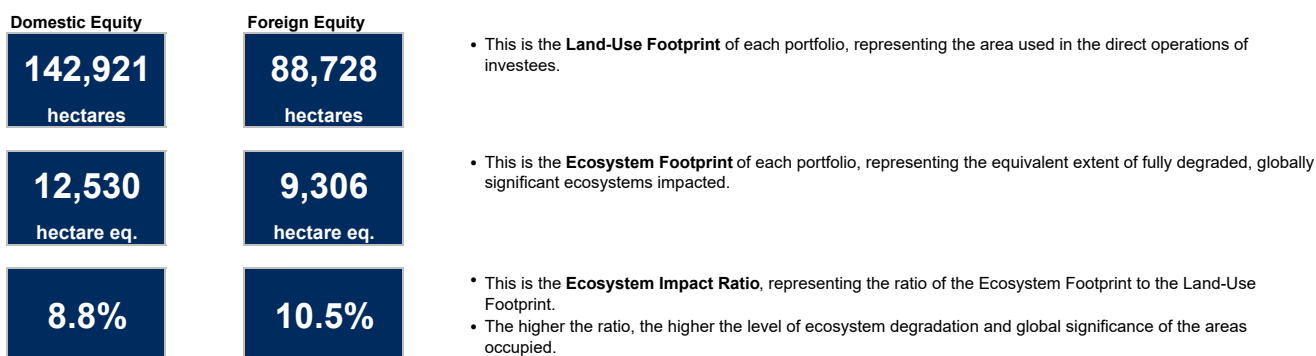 Domestic Equity
Foreign Equity
142,921
hectares
88,728
hectares
• This is the Land-Use Footprint of each portfolio, representing the area used in the direct operations of
investees.
12,530
hectare eq.
9,306
hectare eq.
• This is the Ecosystem Footprint of each portfolio, representing the equivalent extent of fully degraded, globally
significant ecosystems impacted.
8.8%
10.5%
• This is the Ecosystem Impact Ratio, representing the ratio of the Ecosystem Footprint to the Land-Use
Footprint.
• The higher the ratio, the higher the level of ecosystem degradation and global significance of the areas
occupied.